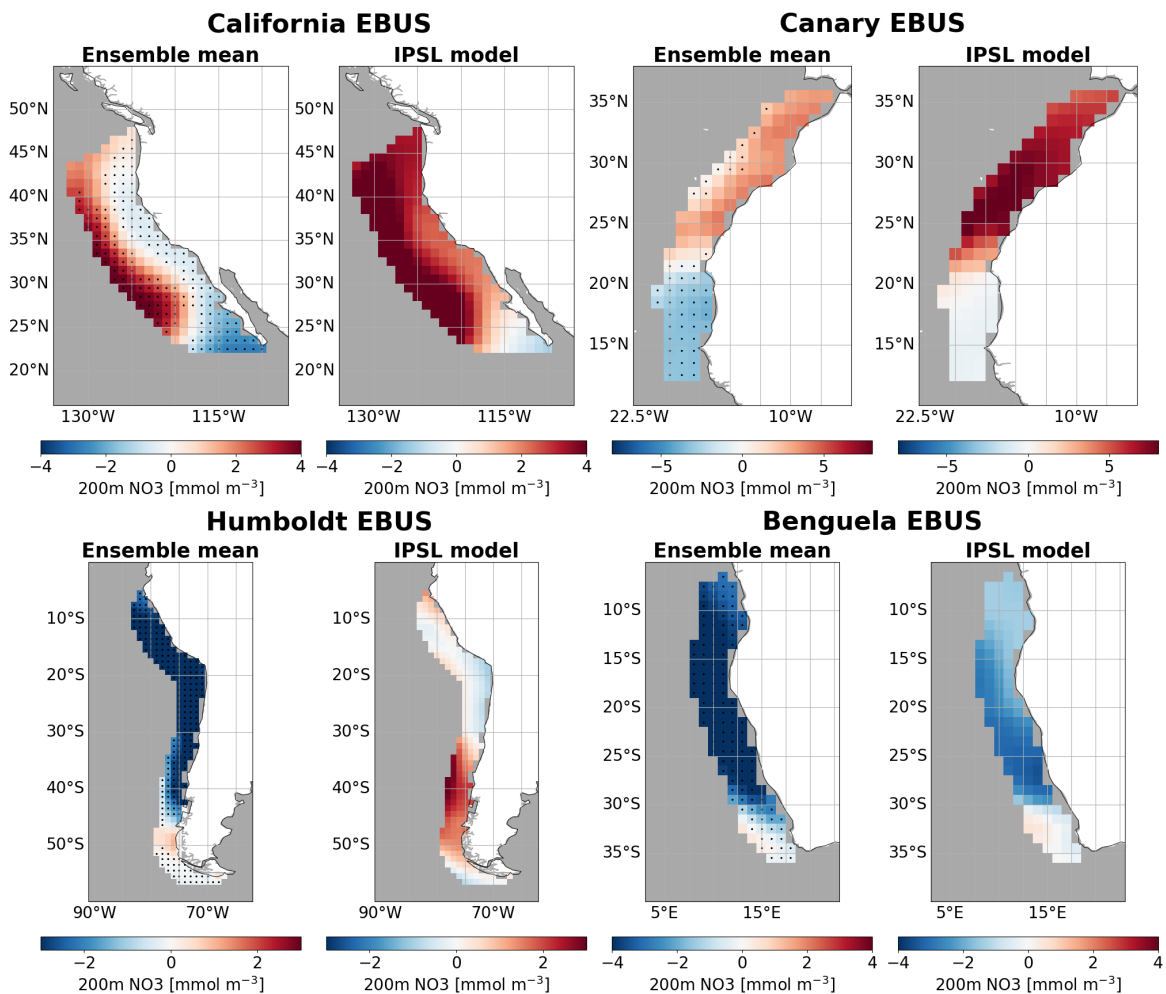 California EBUS
Canary EBUS
Ensemble mean
IPSL model
Ensemble mean
IPSL model
50°N
45°N
40°N
35°N
30°N
25°N
20°N
130°W
115°W
50°N
45°N
40°N
35°N
30°N
25°N
20°N
130°W
115°W
35°N
30°N
25°N
20°N
15°N
22.5°W
10°W
35°N
30°N
25°N
20°N
15°N
22.5°W
10°W
−4 −2 0 2 4
200m NO3 [mmol m⁻³]
−4 −2 0 2 4
200m NO3 [mmol m⁻³]
−5 0 5
200m NO3 [mmol m⁻³]
−5 0 5
200m NO3 [mmol m⁻³]
Humboldt EBUS
Benguela EBUS
Ensemble mean
IPSL model
Ensemble mean
IPSL model
10°S
20°S
30°S
40°S
50°S
90°W
70°W
10°S
20°S
30°S
40°S
50°S
90°W
70°W
10°S
15°S
20°S
25°S
30°S
35°S
5°E
15°E
10°S
15°S
20°S
25°S
30°S
35°S
5°E
15°E
−2 0 2
200m NO3 [mmol m⁻³]
−2 0 2
200m NO3 [mmol m⁻³]
−4 −2 0 2 4
200m NO3 [mmol m⁻³]
−4 −2 0 2 4
200m NO3 [mmol m⁻³]